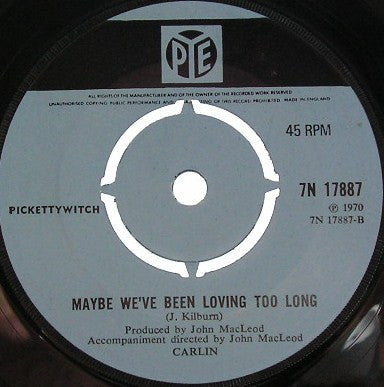 PYE
ALL RIGHTS OF THE MANUFACTURER AND OF THE OWNER OF THE RECORDED WORK RESERVED
UNAUTHORISED COPYING PUBLIC PERFORMANCE AND BROADCASTING OF THIS RECORD PROHIBITED. MADE IN ENGLAND
45 RPM
7N 17887
PICKETTYWITCH
℗ 1970
7N 17887-B
MAYBE WE'VE BEEN LOVING TOO LONG
(J. Kilburn)
Produced by John MacLeod
Accompaniment directed by John MacLeod
CARLIN